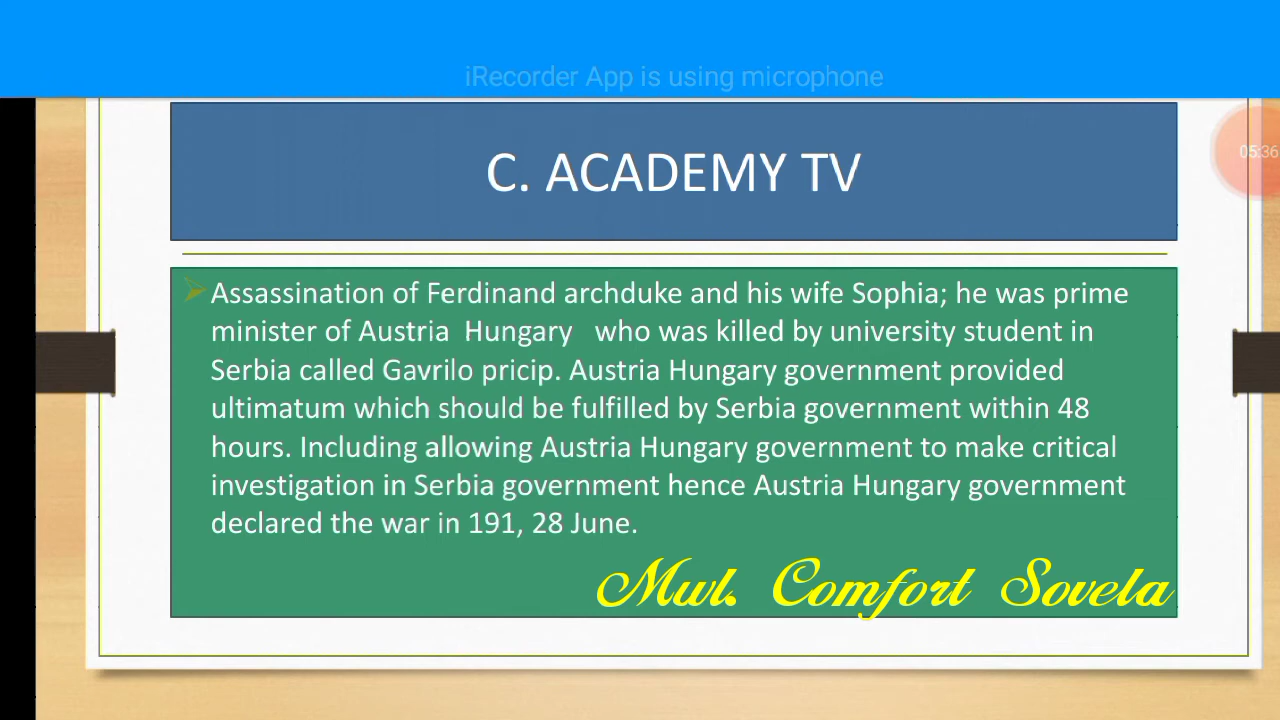 iRecorder App is using microphone
C. ACADEMY TV
05:36
Assassination of Ferdinand archduke and his wife Sophia; he was prime
minister of Austria Hungary who was killed by university student in
Serbia called Gavrilo pricip. Austria Hungary government provided
ultimatum which should be fulfilled by Serbia government within 48
hours. Including allowing Austria Hungary government to make critical
investigation in Serbia government hence Austria Hungary government
declared the war in 191, 28 June.
Mwl. Comfort Sovela